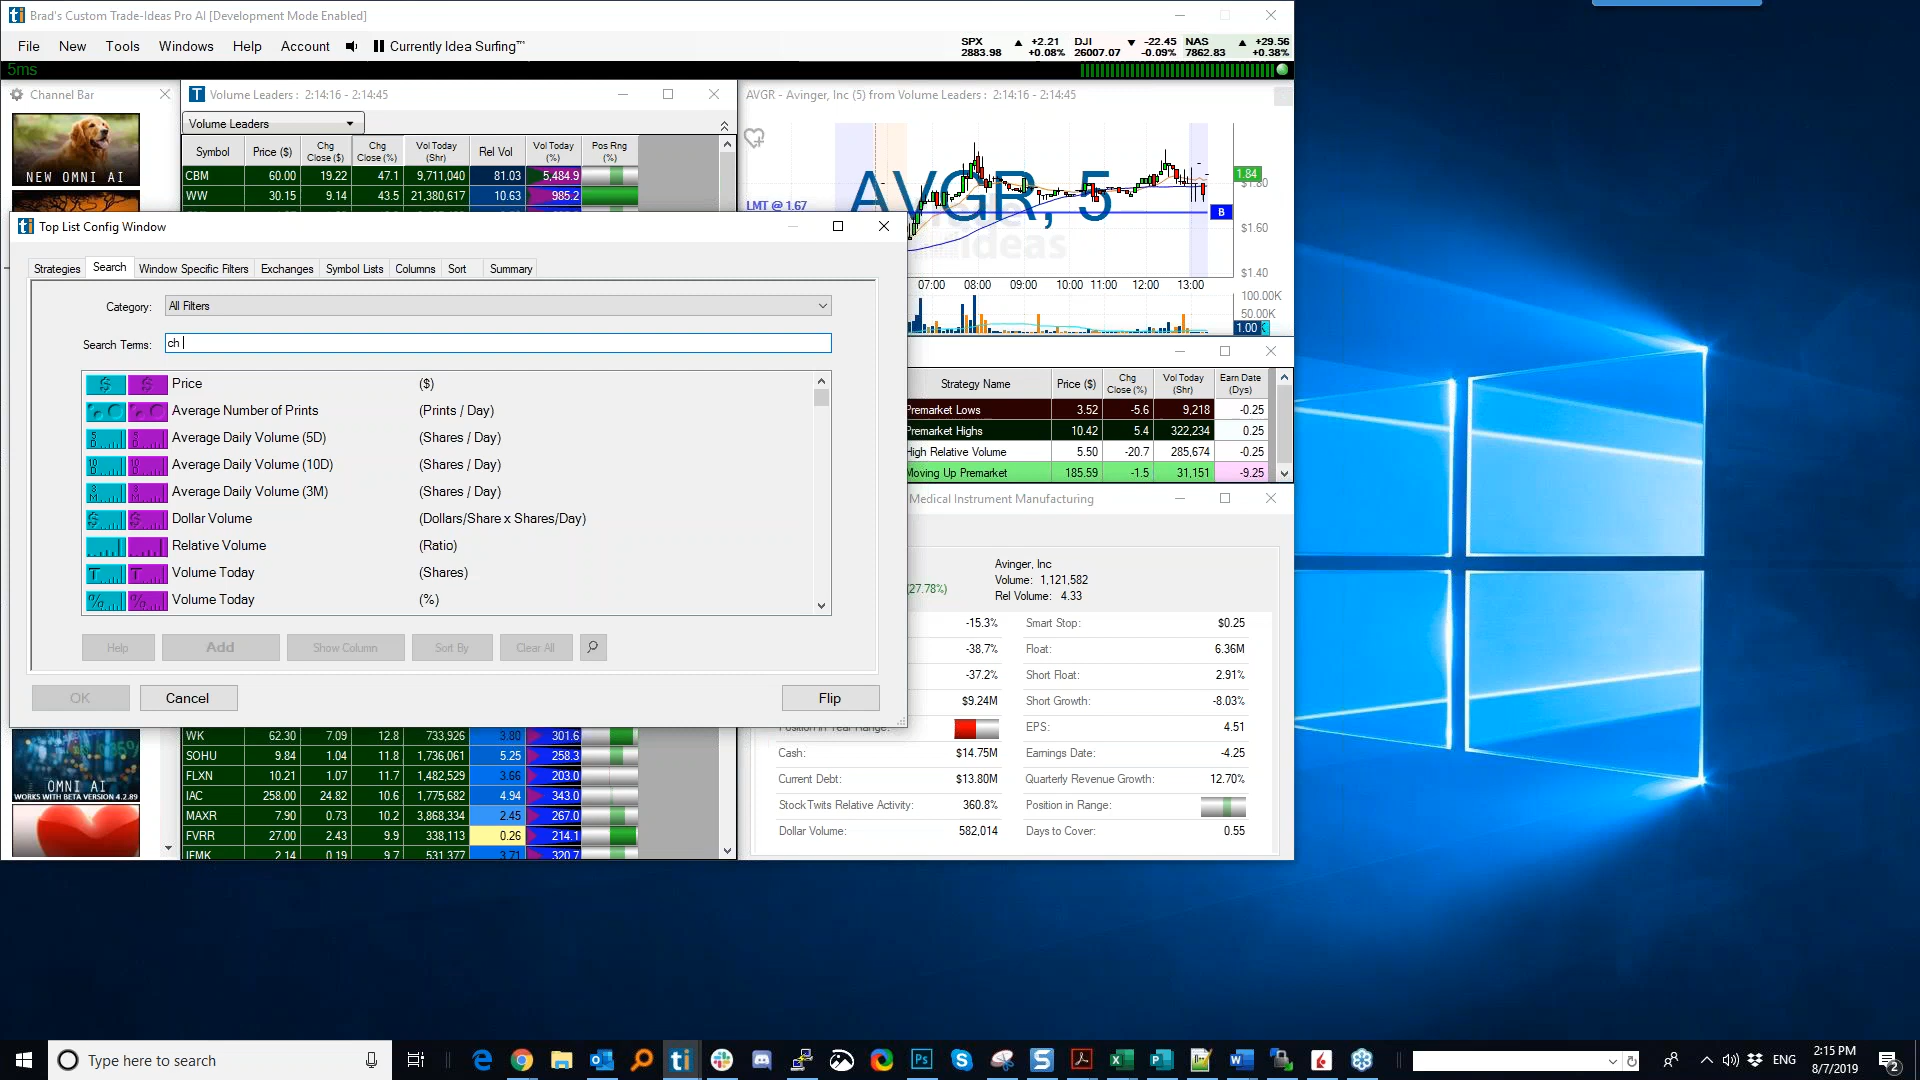 Brad's Custom Trade-Ideas Pro AI [Development Mode Enabled]
File New Tools Windows Help Account Currently Idea Surfing™
SPX ▲ +2.21 DJI ▼ -22.45 NAS ▲ +29.56
2883.98 +0.08% 26007.07 -0.09% 7862.83 +0.38%
5ms
Channel Bar
NEW OMNI AI
Volume Leaders : 2:14:16 - 2:14:45
Volume Leaders
Symbol Price ($) Chg Close ($) Chg Close (%) Vol Today (Shr) Rel Vol Vol Today (%) Pos Rng (%)
CBM 60.00 19.22 47.1 9,711,040 81.03 5,484.9
WW 30.15 9.14 43.5 21,380,617 10.63 985.2
AVGR - Avinger, Inc (5) from Volume Leaders : 2:14:16 - 2:14:45
AVGR, 5
LMT @ 1.67
1.84
$1.80
B
$1.60
$1.40
07:00 08:00 09:00 10:00 11:00 12:00 13:00
100.00K
50.00K
1.00 K
Top List Config Window
Strategies Search Window Specific Filters Exchanges Symbol Lists Columns Sort Summary
Category: All Filters
Search Terms: ch
Price ($)
Average Number of Prints (Prints / Day)
Average Daily Volume (5D) (Shares / Day)
Average Daily Volume (10D) (Shares / Day)
Average Daily Volume (3M) (Shares / Day)
Dollar Volume (Dollars/Share x Shares/Day)
Relative Volume (Ratio)
Volume Today (Shares)
Volume Today (%)
Help Add Show Column Sort By Clear All
OK Cancel Flip
Strategy Name Price ($) Chg Close (%) Vol Today (Shr) Earn Date (Dys)
Premarket Lows 3.52 -5.6 9,218 -0.25
Premarket Highs 10.42 5.4 322,234 0.25
High Relative Volume 5.50 -20.7 285,674 -0.25
Moving Up Premarket 185.59 -1.5 31,151 -9.25
Medical Instrument Manufacturing
Avinger, Inc
(27.78%) Volume: 1,121,582
Rel Volume: 4.33
-15.3% Smart Stop: $0.25
-38.7% Float: 6.36M
-37.2% Short Float: 2.91%
$9.24M Short Growth: -8.03%
Position in Year Range: EPS: 4.51
Cash: $14.75M Earnings Date: -4.25
Current Debt: $13.80M Quarterly Revenue Growth: 12.70%
StockTwits Relative Activity: 360.8% Position in Range:
Dollar Volume: 582,014 Days to Cover: 0.55
OMNI AI
WORKS WITH BETA VERSION 4.2.89
WK 62.30 7.09 12.8 733,926 3.80 301.6
SOHU 9.84 1.04 11.8 1,736,061 5.25 258.3
FLXN 10.21 1.07 11.7 1,482,529 3.66 203.0
IAC 258.00 24.82 10.6 1,775,682 4.94 343.0
MAXR 7.90 0.73 10.2 3,868,334 2.45 267.0
FVRR 27.00 2.43 9.9 338,113 0.26 214.1
2.14 0.19 9.7 531,377 3.71 320.7
Type here to search
ENG
2:15 PM
8/7/2019
2